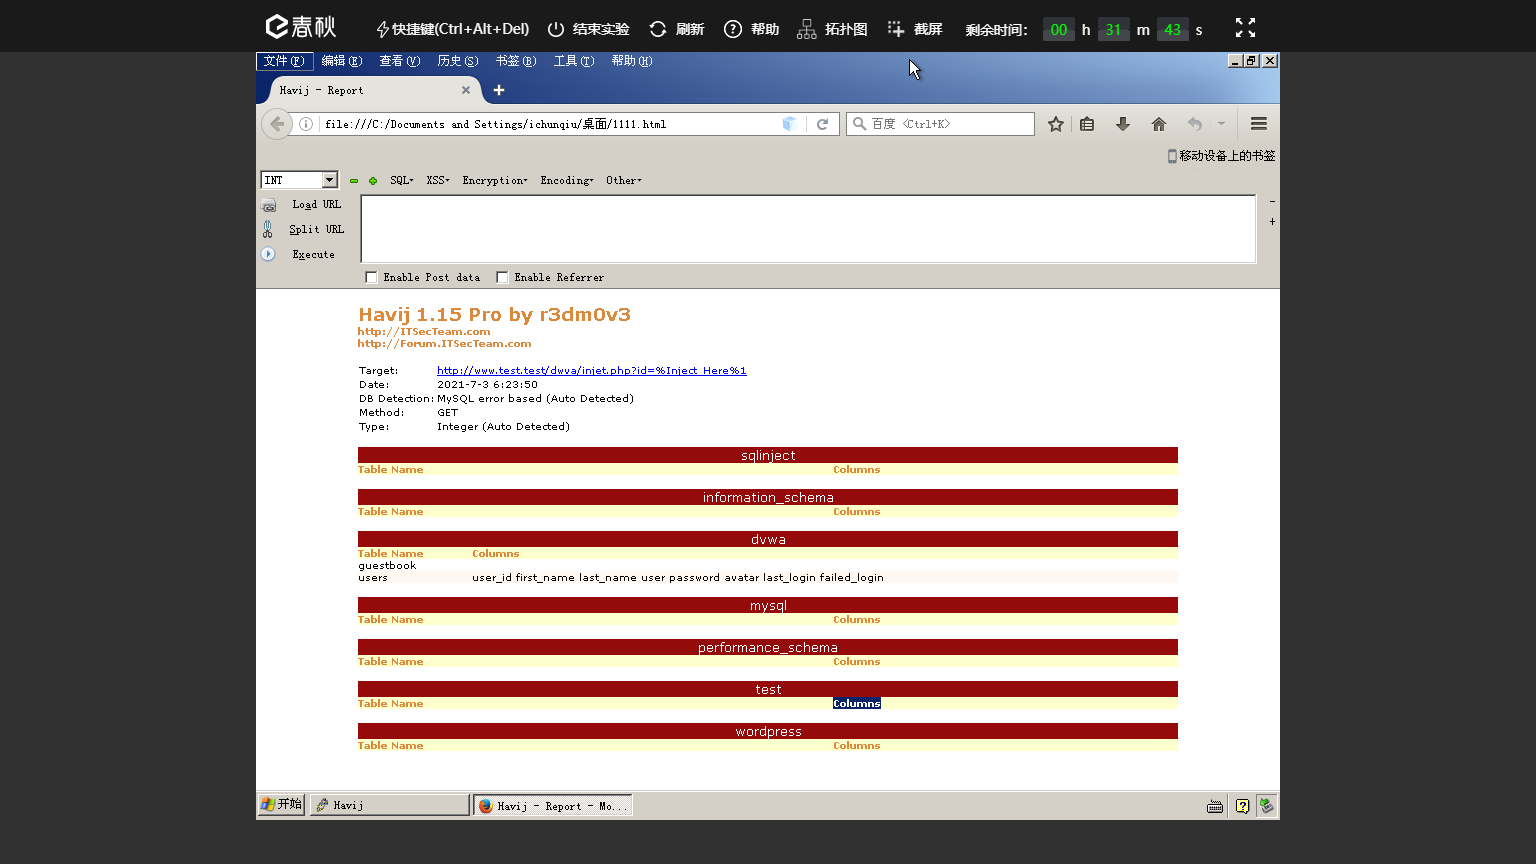 春秋 快捷键(Ctrl+Alt+Del) 结束实验 刷新 帮助 拓扑图 截屏 剩余时间: 00 h 31 m 43 s
文件(F) 编辑(E) 查看(V) 历史(S) 书签(B) 工具(T) 帮助(H)
Havij - Report
file:///C:/Documents and Settings/ichunqiu/桌面/1111.html 百度 <Ctrl+K>
移动设备上的书签
INT SQL XSS Encryption Encoding Other
Load URL
Split URL
Execute
Enable Post data Enable Referrer
Havij 1.15 Pro by r3dm0v3
http://ITSecTeam.com
http://Forum.ITSecTeam.com
Target: http://www.test.test/dwva/injet.php?id=%Inject_Here%1
Date: 2021-7-3 6:23:50
DB Detection: MySQL error based (Auto Detected)
Method: GET
Type: Integer (Auto Detected)
sqlinject
Table Name Columns
information_schema
Table Name Columns
dvwa
Table Name Columns
guestbook
users user_id first_name last_name user password avatar last_login failed_login
mysql
Table Name Columns
performance_schema
Table Name Columns
test
Table Name Columns
wordpress
Table Name Columns
开始 Havij Havij - Report - Mo...